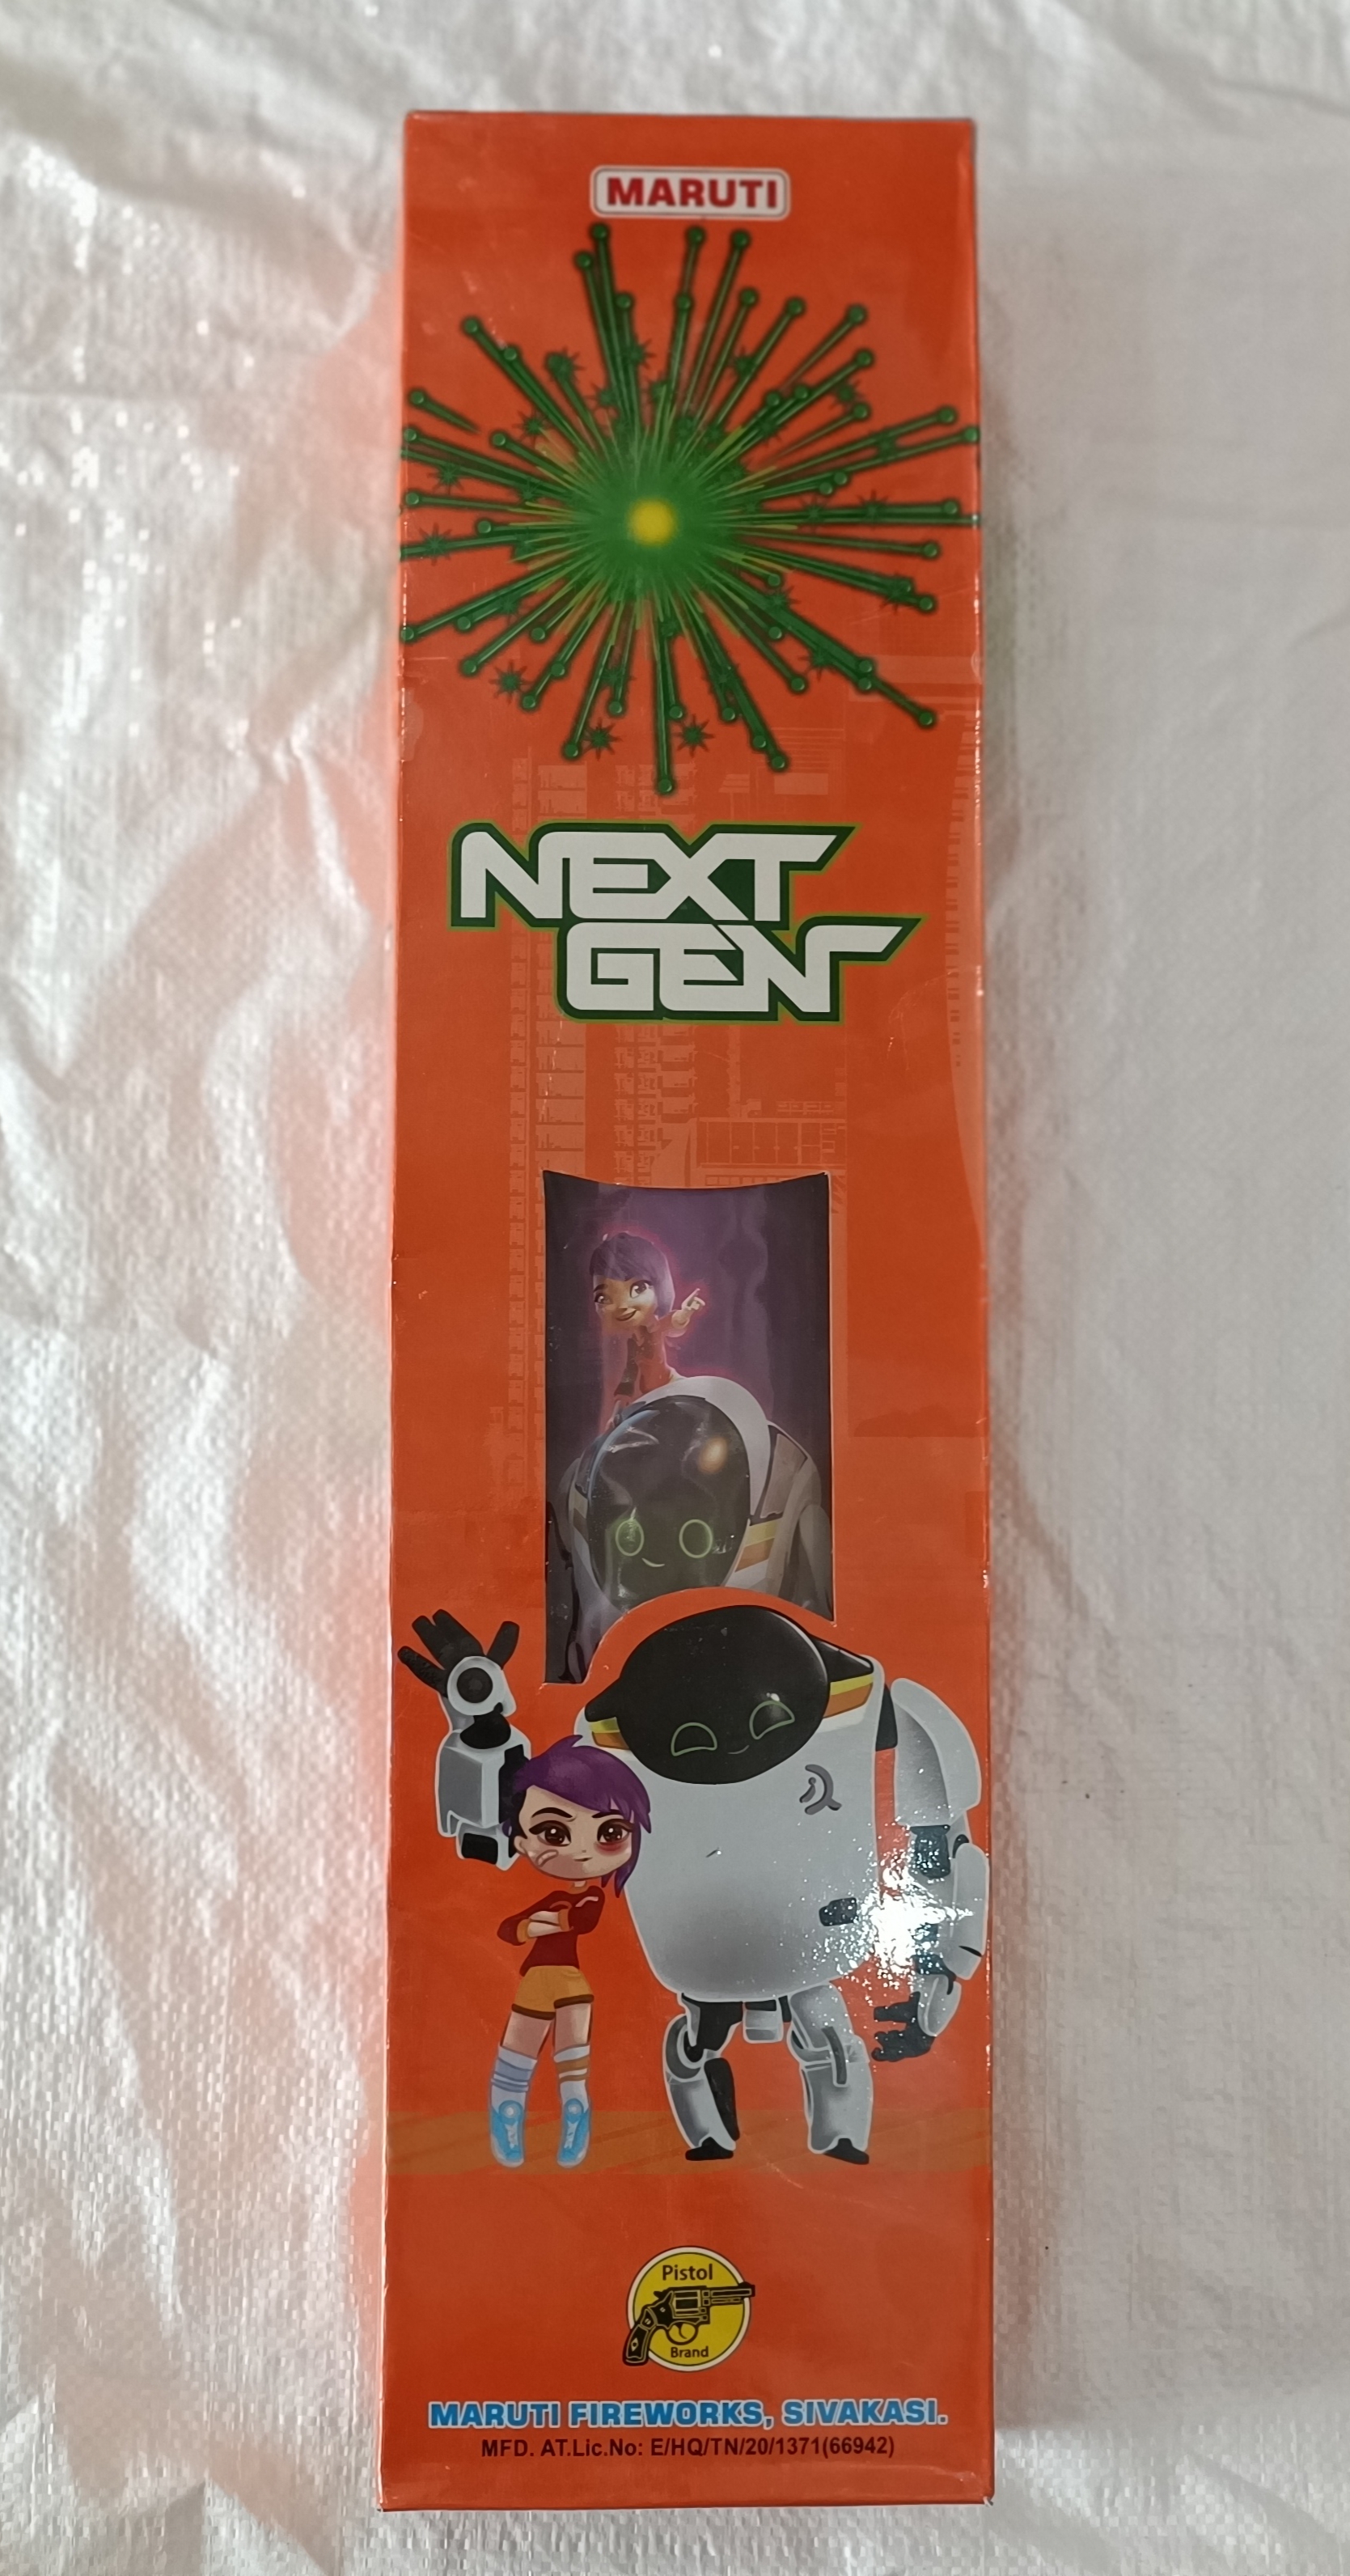 MARUTI
NEXT
GEN
Pistol
Brand
MARUTI FIREWORKS, SIVAKASI.
MFD. AT.Lic.No: E/HQ/TN/20/1371(66942)